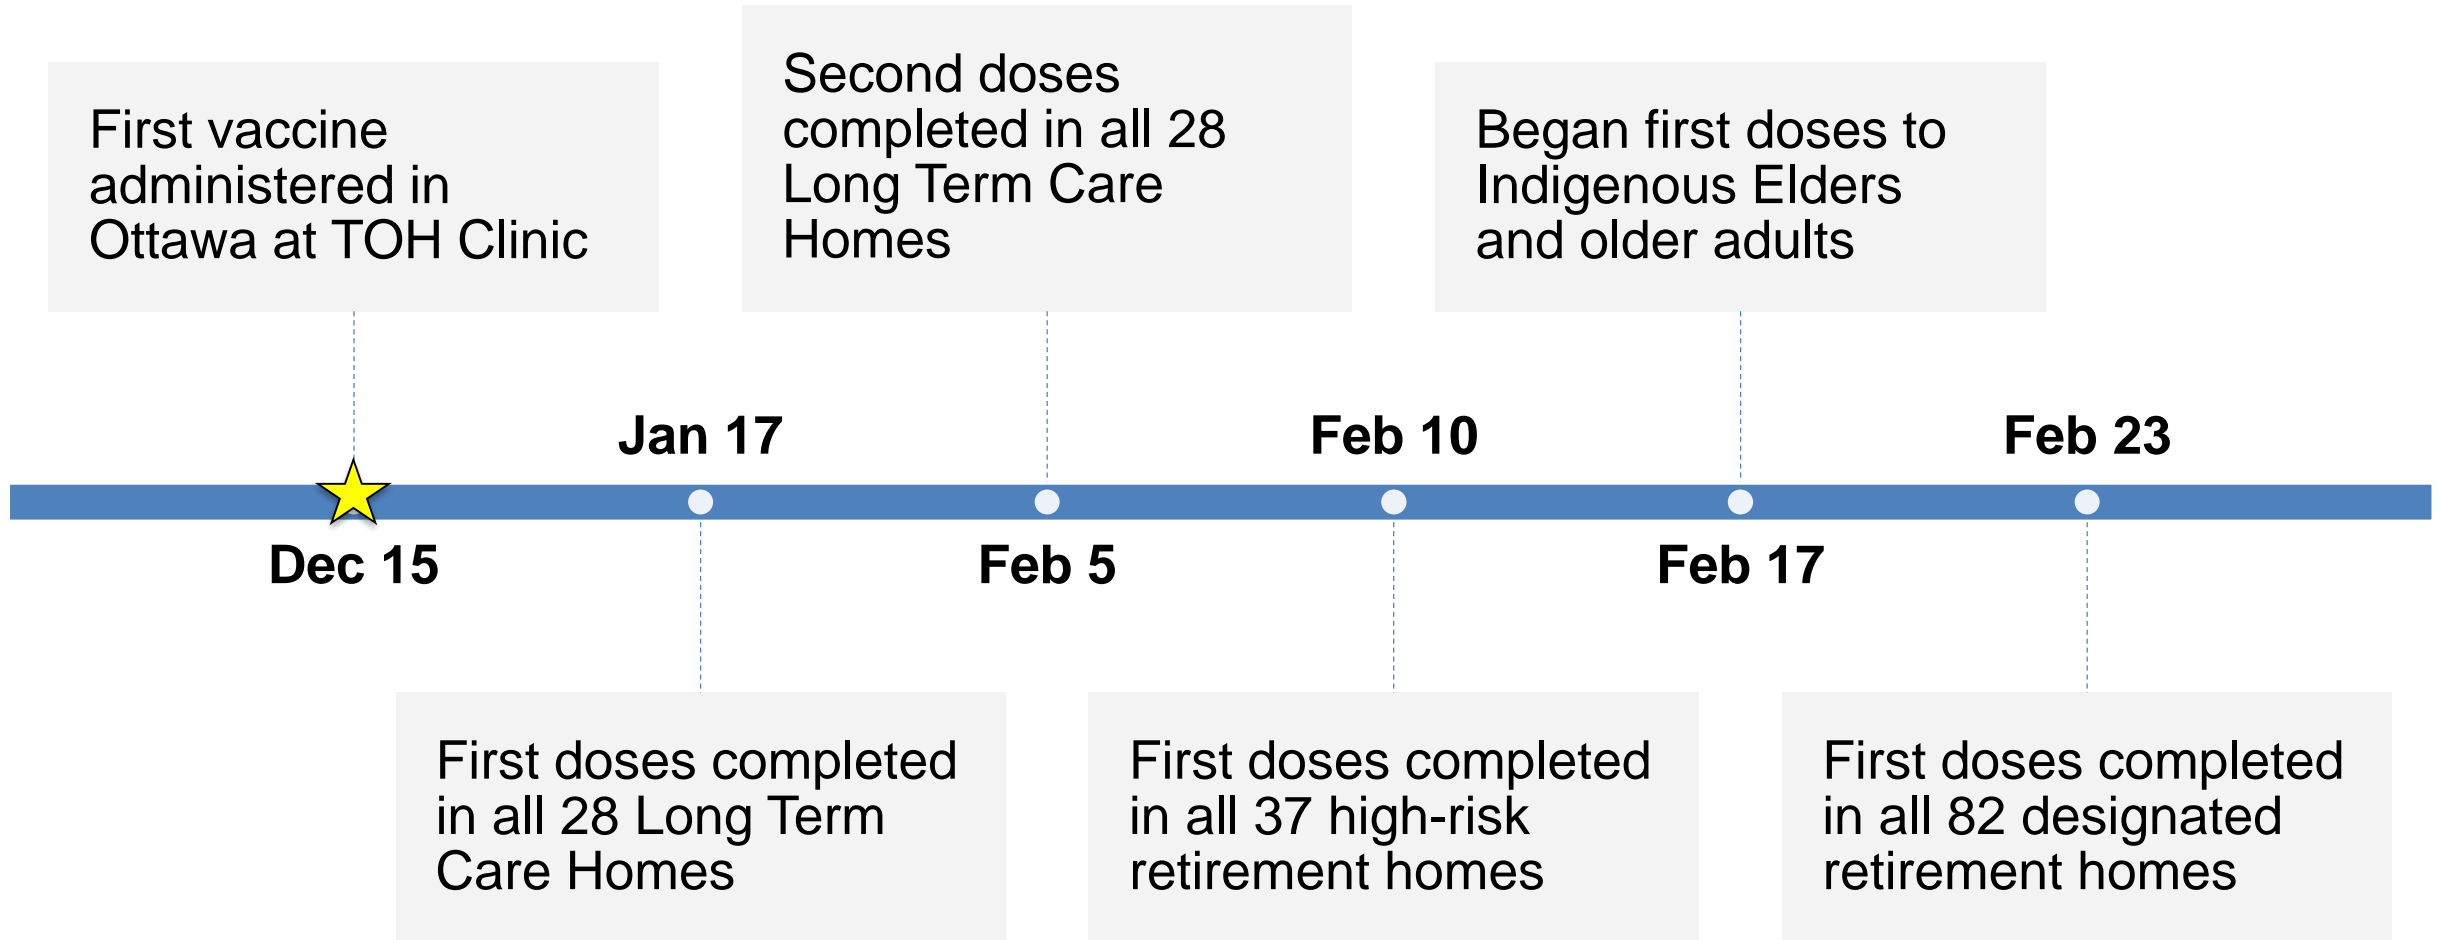 First vaccine
administered in
Ottawa at TOH Clinic
Dec 15
Jan 17
First doses completed
in all 28 Long Term
Care Homes
Second doses
completed in all 28
Long Term Care
Homes
Feb 5
Feb 10
First doses completed
in all 37 high-risk
retirement homes
Began first doses to
Indigenous Elders
and older adults
Feb 17
Feb 23
First doses completed
in all 82 designated
retirement homes